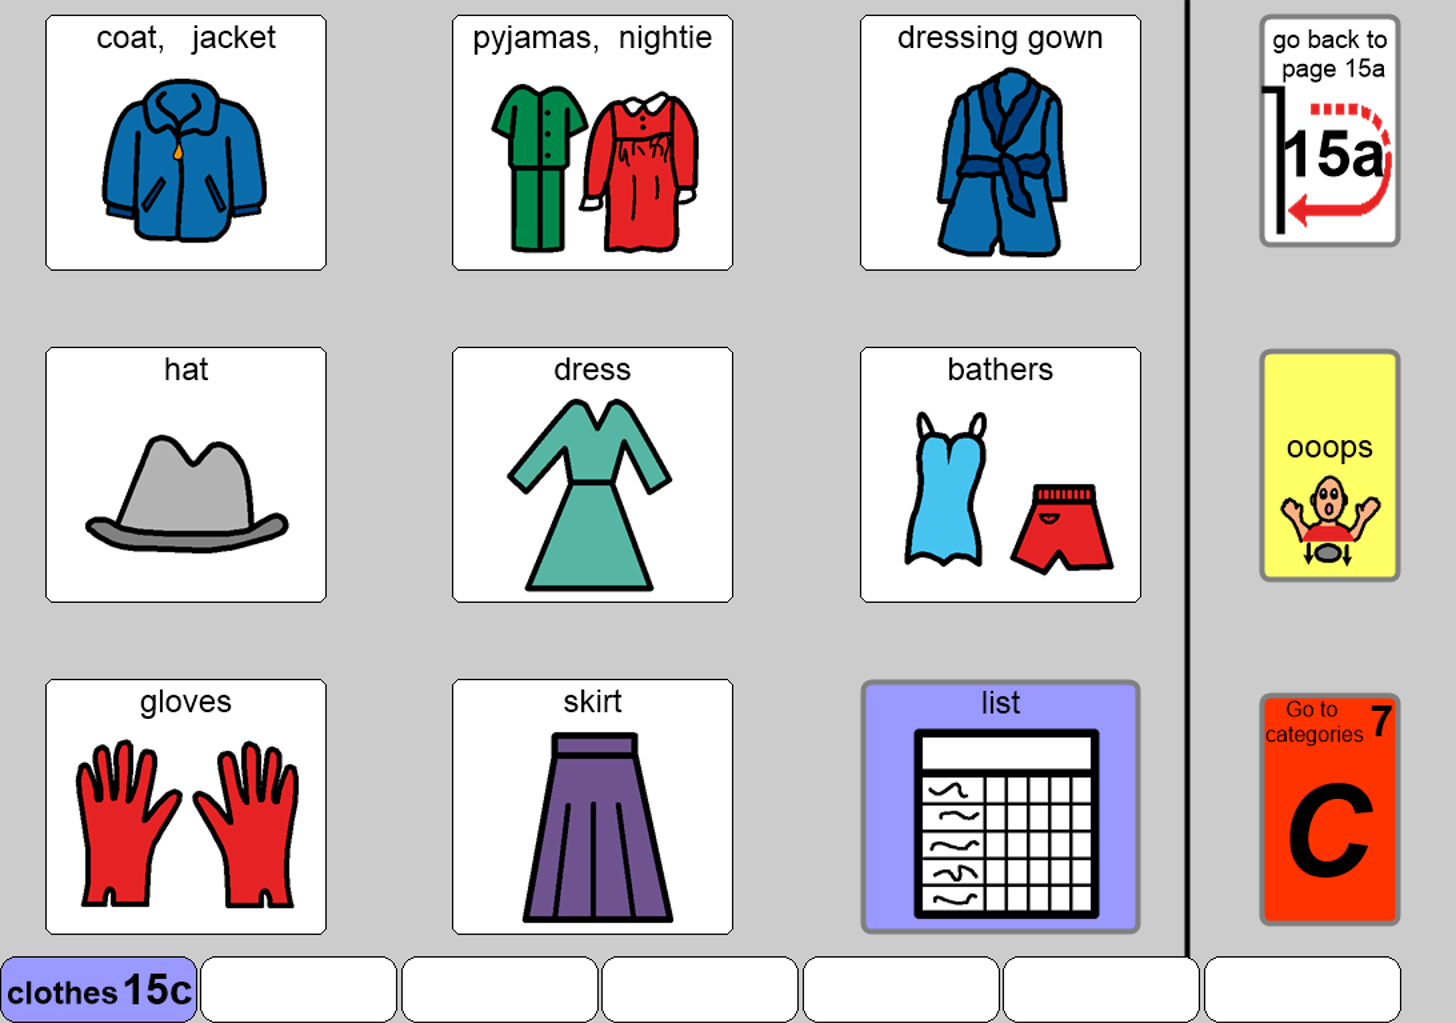 coat, jacket
pyjamas, nightie
dressing gown
go back to
page 15a
15a
hat
dress
bathers
ooops
gloves
skirt
list
Go to
categories 7
C
clothes 15c